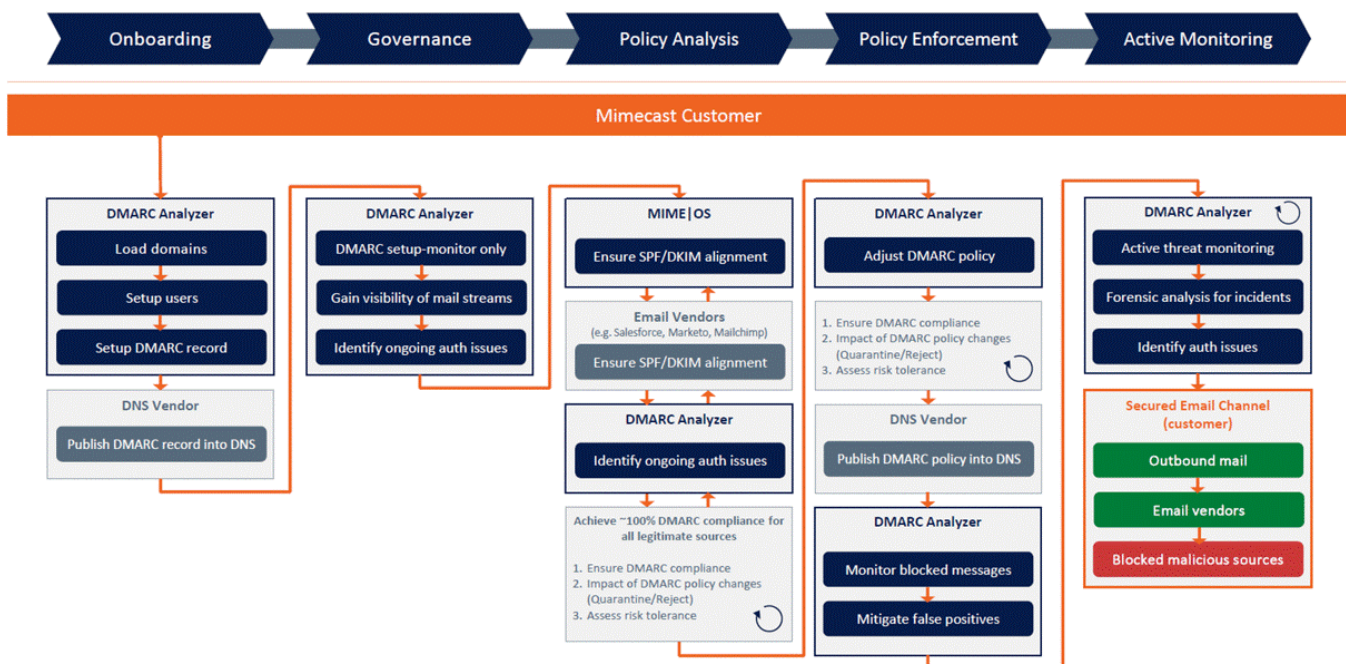 Onboarding
Governance
Policy Analysis
Policy Enforcement
Active Monitoring
Mimecast Customer
DMARC Analyzer
Load domains
Setup users
Setup DMARC record
DNS Vendor
Publish DMARC record into DNS
DMARC Analyzer
DMARC setup-monitor only
Gain visibility of mail streams
Identify ongoing auth issues
MIME|OS
Ensure SPF/DKIM alignment
Email Vendors
(e.g. Salesforce, Marketo, Mailchimp)
Ensure SPF/DKIM alignment
DMARC Analyzer
Identify ongoing auth issues
Achieve ~100% DMARC compliance for
all legitimate sources
1. Ensure DMARC compliance
2. Impact of DMARC policy changes
(Quarantine/Reject)
3. Assess risk tolerance
DMARC Analyzer
Adjust DMARC policy
1. Ensure DMARC compliance
2. Impact of DMARC policy changes
(Quarantine/Reject)
3. Assess risk tolerance
DNS Vendor
Publish DMARC policy into DNS
DMARC Analyzer
Monitor blocked messages
Mitigate false positives
DMARC Analyzer
Active threat monitoring
Forensic analysis for incidents
Identify auth issues
Secured Email Channel
(customer)
Outbound mail
Email vendors
Blocked malicious sources